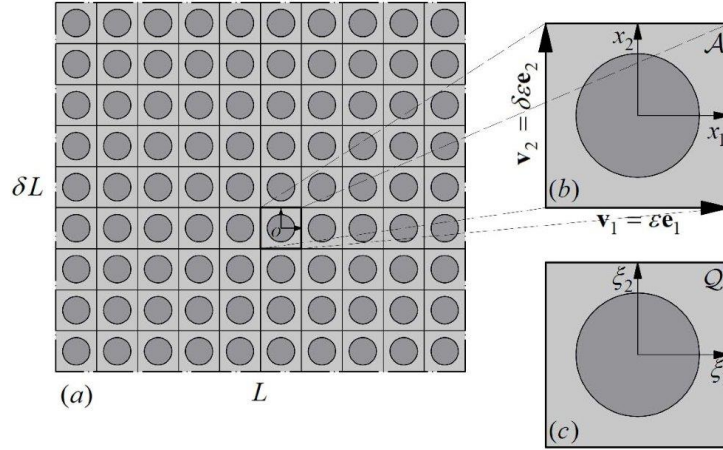 δL
o
(a)
L
𝒜
x₂
x₁
v₂ = δεe₂
(b)
v₁ = εe₁
𝒬
ξ₂
ξ
(c)